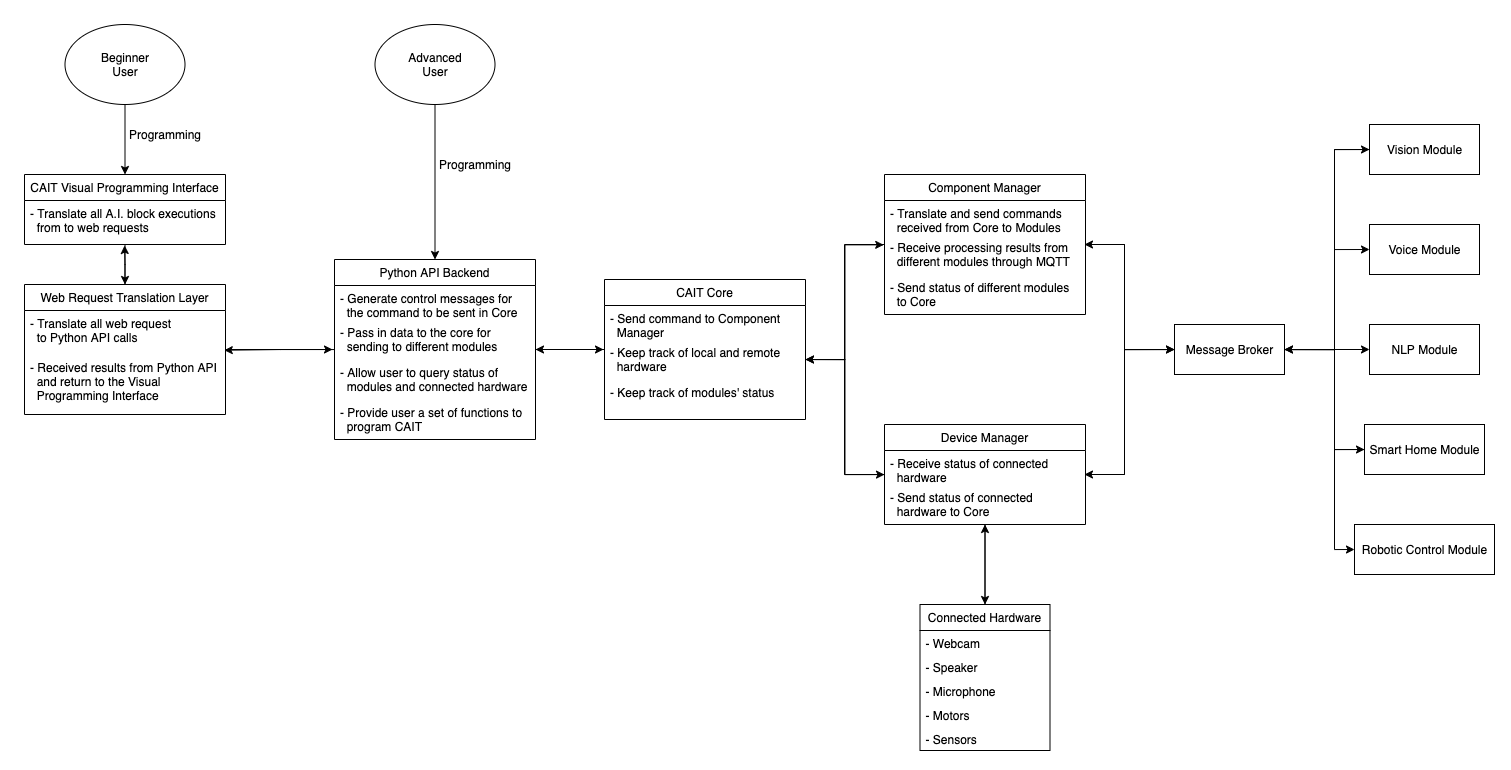 Beginner
User
Advanced
User
Programming
Programming
CAIT Visual Programming Interface
- Translate all A.I. block executions
from to web requests
Web Request Translation Layer
- Translate all web request
to Python API calls
- Received results from Python API
and return to the Visual
Programming Interface
Python API Backend
- Generate control messages for
the command to be sent in Core
- Pass in data to the core for
sending to different modules
- Allow user to query status of
modules and connected hardware
- Provide user a set of functions to
program CAIT
CAIT Core
- Send command to Component
Manager
- Keep track of local and remote
hardware
- Keep track of modules' status
Component Manager
- Translate and send commands
received from Core to Modules
- Receive processing results from
different modules through MQTT
- Send status of different modules
to Core
Device Manager
- Receive status of connected
hardware
- Send status of connected
hardware to Core
Connected Hardware
- Webcam
- Speaker
- Microphone
- Motors
- Sensors
Message Broker
Vision Module
Voice Module
NLP Module
Smart Home Module
Robotic Control Module